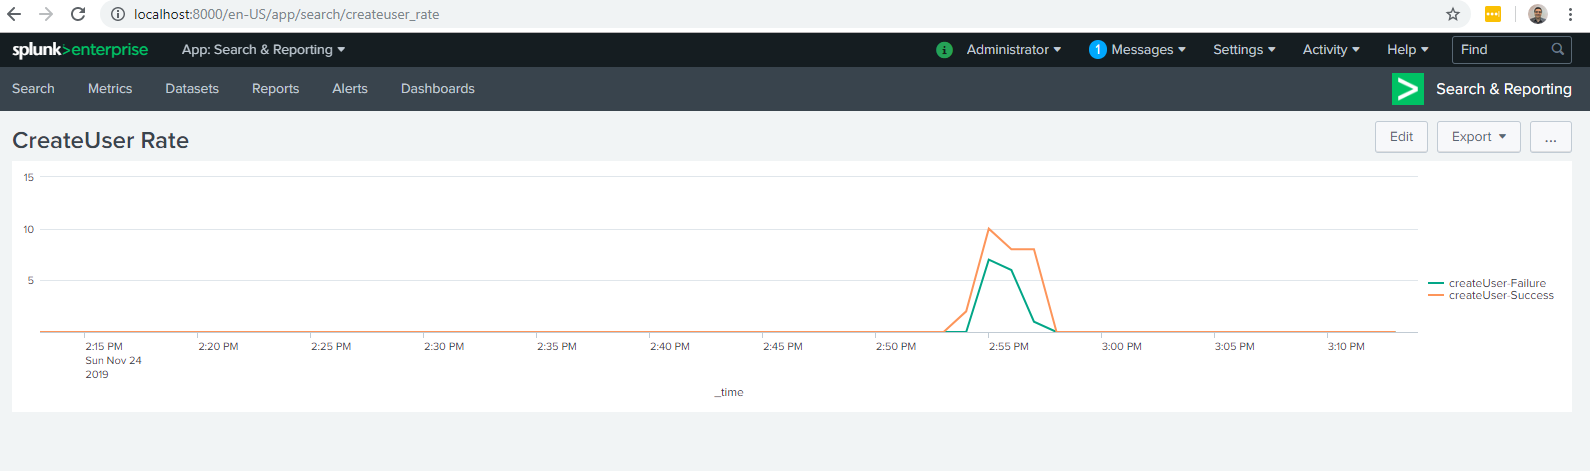 localhost:8000/en-US/app/search/createuser_rate
splunk>enterprise App: Search & Reporting i Administrator 1 Messages Settings Activity Help Find
Search Metrics Datasets Reports Alerts Dashboards > Search & Reporting
CreateUser Rate Edit Export ...
15
10
5
createUser-Failure
createUser-Success
2:15 PM 2:20 PM 2:25 PM 2:30 PM 2:35 PM 2:40 PM 2:45 PM 2:50 PM 2:55 PM 3:00 PM 3:05 PM 3:10 PM
Sun Nov 24
2019
_time